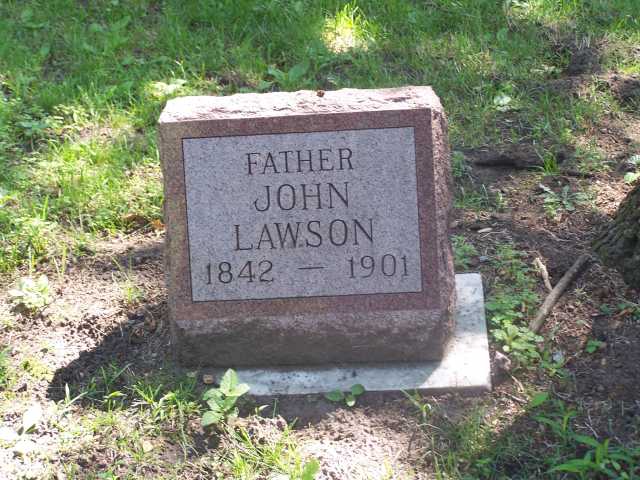 FATHER
JOHN
LAWSON
1842 — 1901